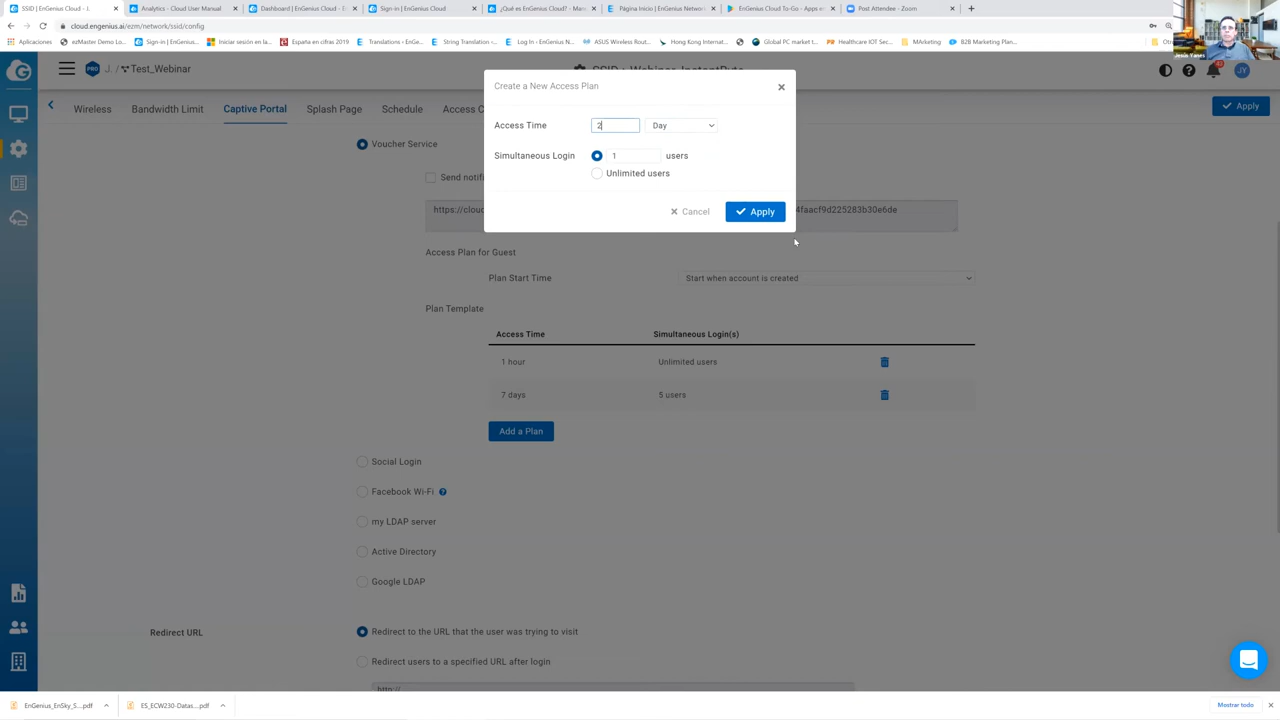 SSID | EnGenius Cloud - J.
Analytics - Cloud User Manual
Dashboard | EnGenius Cloud - E
Sign-in | EnGenius Cloud
¿Qué es EnGenius Cloud? - Man
Página Inicio | EnGenius Network
EnGenius Cloud To-Go - Apps e
Post Attendee - Zoom
cloud.engenius.ai/ezm/network/ssid/config
Aplicaciones
ezMaster Demo Lo...
Sign-in | EnGenius...
Iniciar sesión en la...
España en cifras 2019
Translations ‹ EnGe...
String Translation ‹...
Log In ‹ EnGenius N...
ASUS Wireless Rout...
Hong Kong Internat...
Global PC market t...
Healthcare IOT Sec...
MArketing
B2B Marketing Plan...
PRO J. / Test_Webinar
Jesús Yanes
43
JY
Wireless
Bandwidth Limit
Captive Portal
Splash Page
Schedule
Access C
Apply
Create a New Access Plan
Access Time
2
Day
Simultaneous Login
1
users
Unlimited users
Cancel
Apply
Voucher Service
Send notifi
https://cloud
4faacf9d225283b30e6de
Access Plan for Guest
Plan Start Time
Start when account is created
Plan Template
Access Time
Simultaneous Login(s)
1 hour
Unlimited users
7 days
5 users
Add a Plan
Social Login
Facebook Wi-Fi
my LDAP server
Active Directory
Google LDAP
Redirect URL
Redirect to the URL that the user was trying to visit
Redirect users to a specified URL after login
http://
EnGenius_EnSky_S....pdf
ES_ECW230-Datas....pdf
Mostrar todo